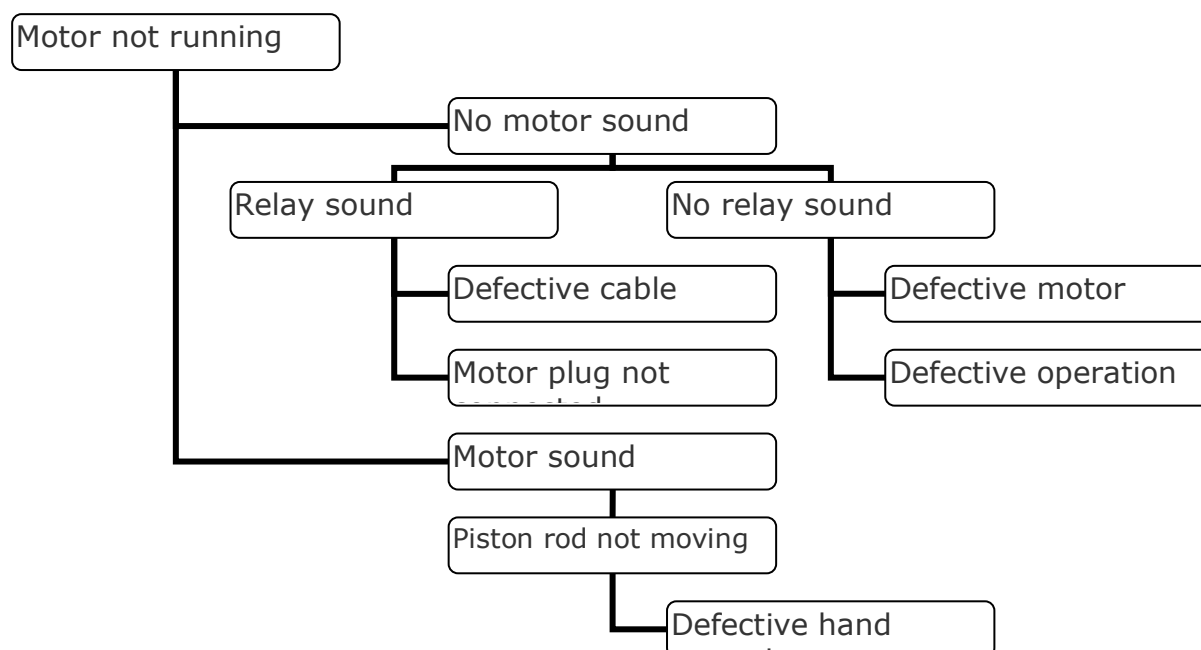 Motor not running
No motor sound
Relay sound
No relay sound
Defective cable
Defective motor
Motor plug not
Defective operation
Motor sound
Piston rod not moving
Defective hand